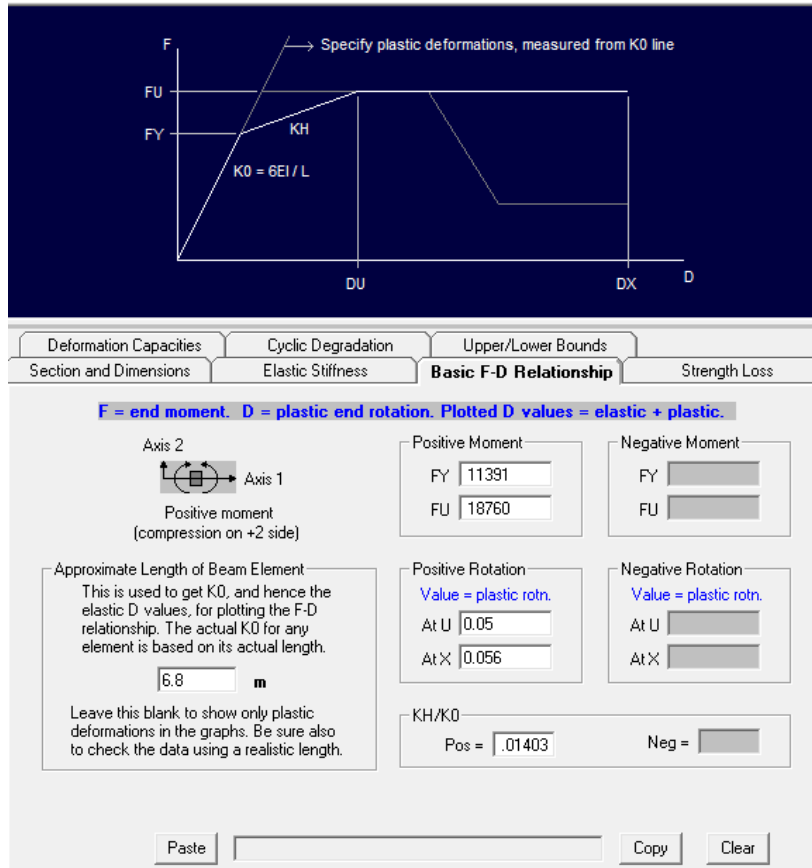 F
Specify plastic deformations, measured from K0 line
FU
FY
KH
K0 = 6EI / L
D
DU
DX
Deformation Capacities
Cyclic Degradation
Upper/Lower Bounds
Section and Dimensions
Elastic Stiffness
Basic F-D Relationship
Strength Loss
F = end moment.  D = plastic end rotation. Plotted D values = elastic + plastic.
Axis 2
Axis 1
Positive moment
(compression on +2 side)
Positive Moment
FY 11391
FU 18760
Negative Moment
FY
FU
Approximate Length of Beam Element
This is used to get K0, and hence the
elastic D values, for plotting the F-D
relationship. The actual K0 for any
element is based on its actual length.
6.8 m
Leave this blank to show only plastic
deformations in the graphs. Be sure also
to check the data using a realistic length.
Positive Rotation
Value = plastic rotn.
At U 0.05
At X 0.056
Negative Rotation
Value = plastic rotn.
At U
At X
KH/K0
Pos = .01403
Neg =
Paste
Copy
Clear